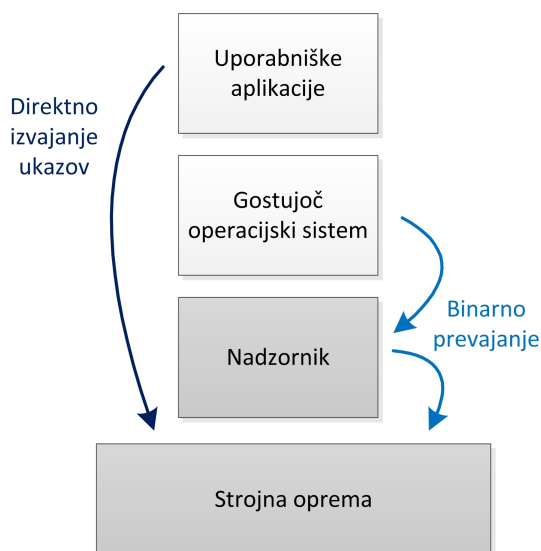 Uporabniške
aplikacije
Direktno
izvajanje
ukazov
Gostujoč
operacijski sistem
Binarno
prevajanje
Nadzornik
Strojna oprema